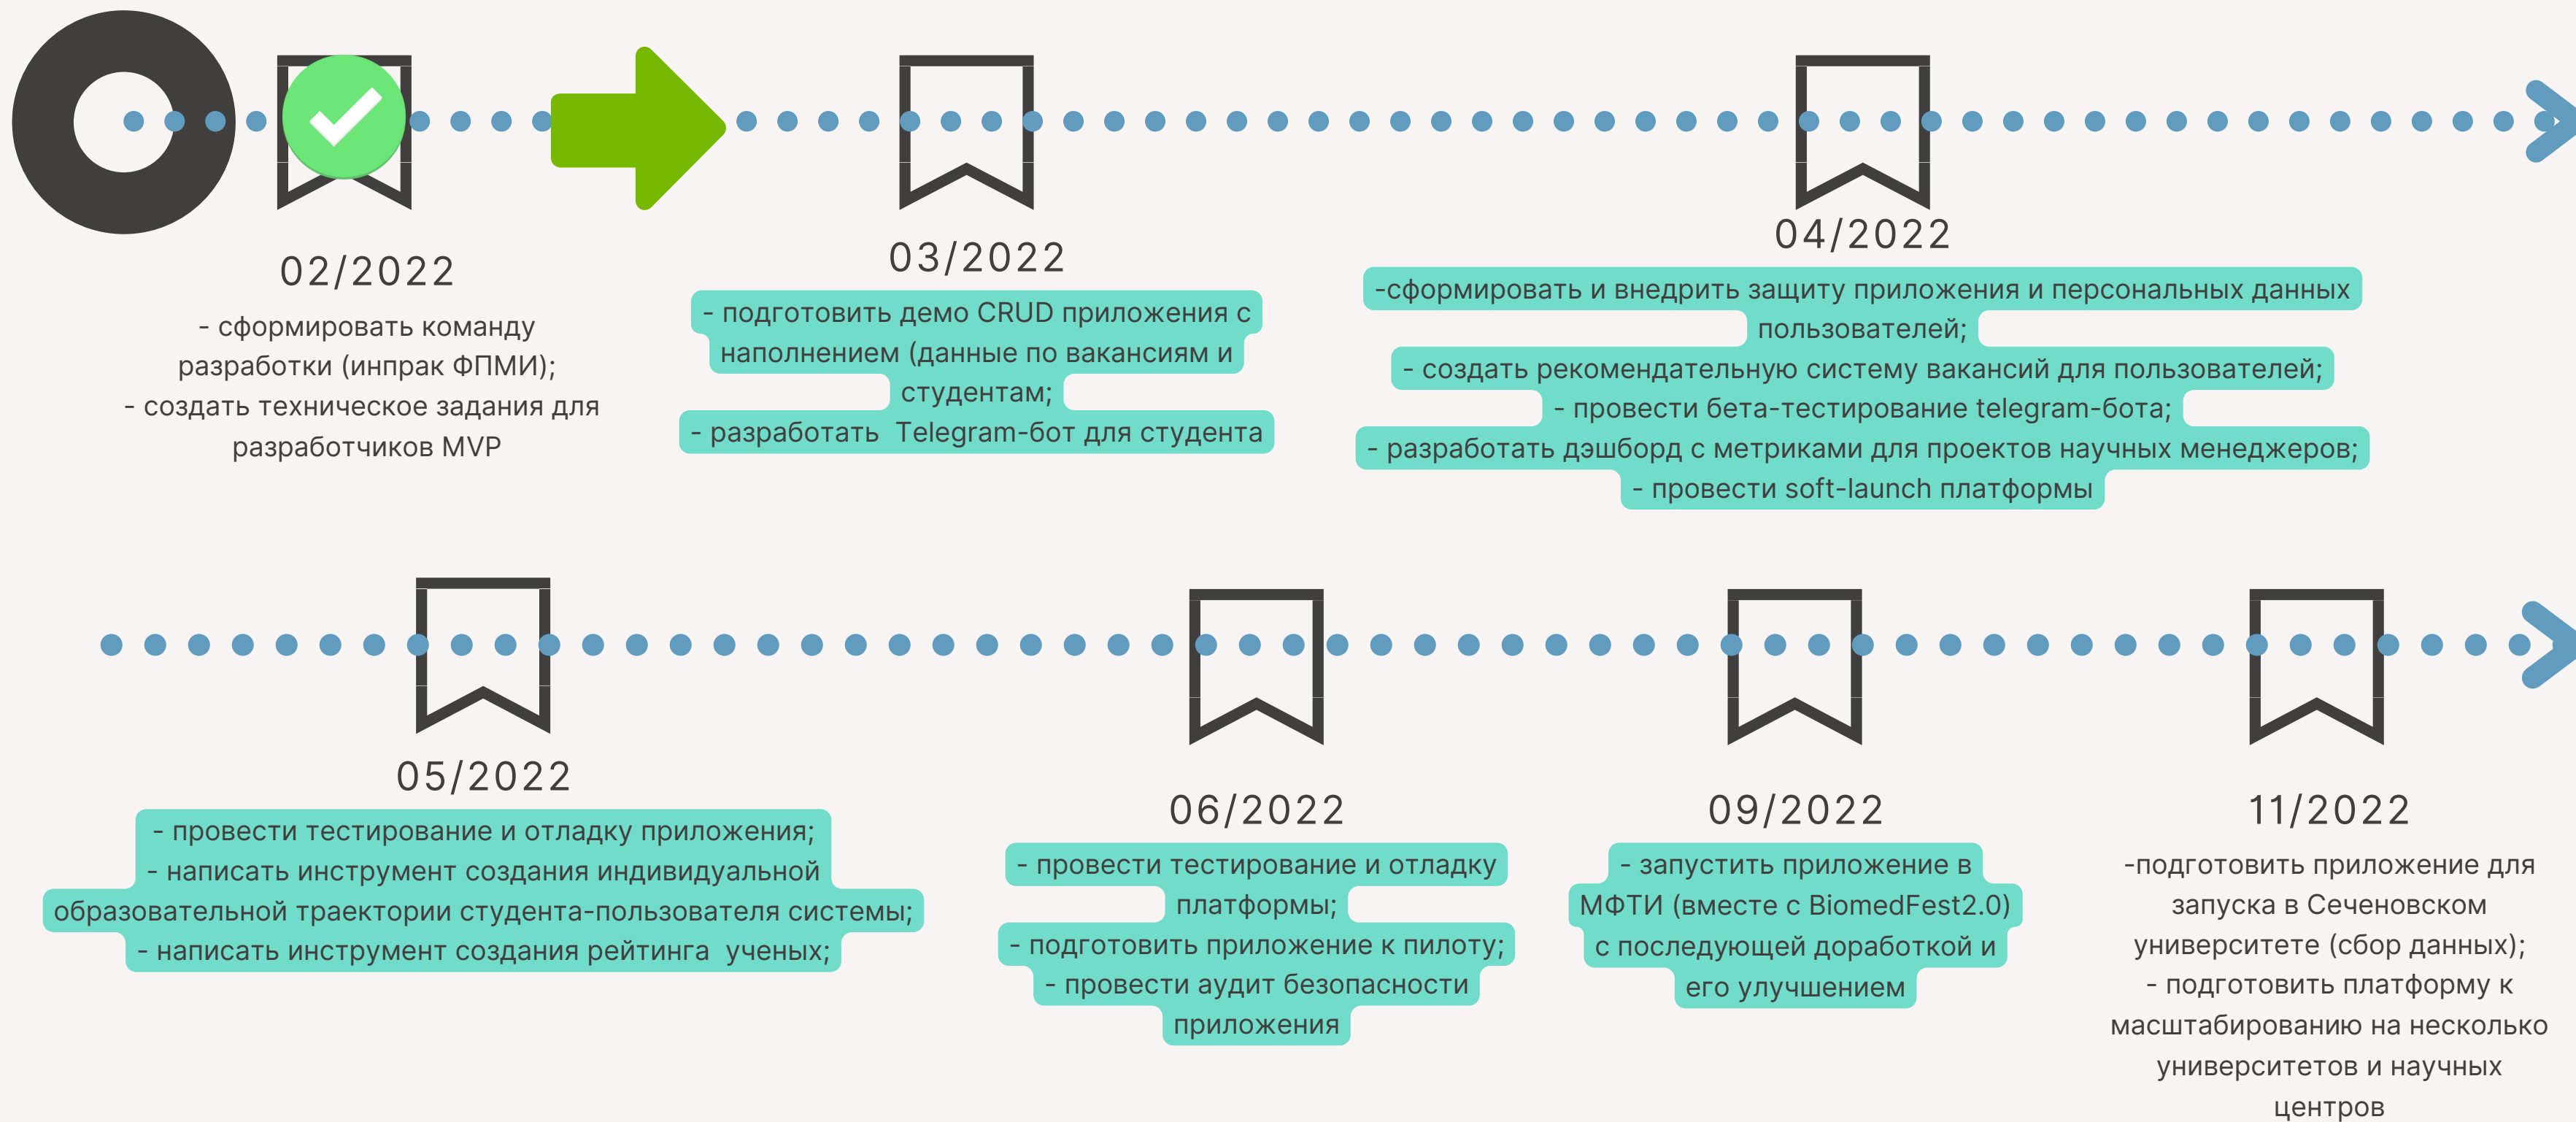 02/2022
- сформировать команду
разработки (инпрак ФПМИ);
- создать техническое задания для
разработчиков MVP
03/2022
- подготовить демо CRUD приложения с
наполнением (данные по вакансиям и
студентам;
- разработать  Telegram-бот для студента
04/2022
-сформировать и внедрить защиту приложения и персональных данных
пользователей;
- создать рекомендательную систему вакансий для пользователей;
- провести бета-тестирование telegram-бота;
- разработать дэшборд с метриками для проектов научных менеджеров;
- провести soft-launch платформы
05/2022
- провести тестирование и отладку приложения;
- написать инструмент создания индивидуальной
образовательной траектории студента-пользователя системы;
- написать инструмент создания рейтинга  ученых;
06/2022
- провести тестирование и отладку
платформы;
- подготовить приложение к пилоту;
- провести аудит безопасности
приложения
09/2022
- запустить приложение в
МФТИ (вместе с BiomedFest2.0)
с последующей доработкой и
его улучшением
11/2022
-подготовить приложение для
запуска в Сеченовском
университете (сбор данных);
- подготовить платформу к
масштабированию на несколько
университетов и научных
центров